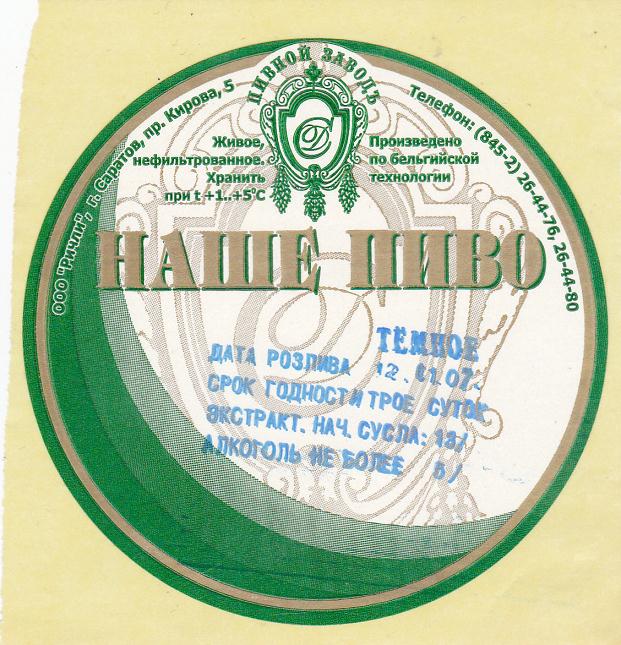 ПИВНОЙ ЗАВОДЪ
ООО "Ричли", г. Саратов, пр. Кирова, 5
Телефон: (845-2) 26-44-76, 26-44-80
Живое,
нефильтрованное.
Хранить
при t +1..+5°С
Произведено
по бельгийской
технологии
НАШЕ ПИВО
ТЁМНОЕ
ДАТА РОЗЛИВА 12. 01.07.
СРОК ГОДНОСТИ ТРОЕ СУТОК
ЭКСТРАКТ. НАЧ. СУСЛА: 13/
АЛКОГОЛЬ НЕ БОЛЕЕ 5/